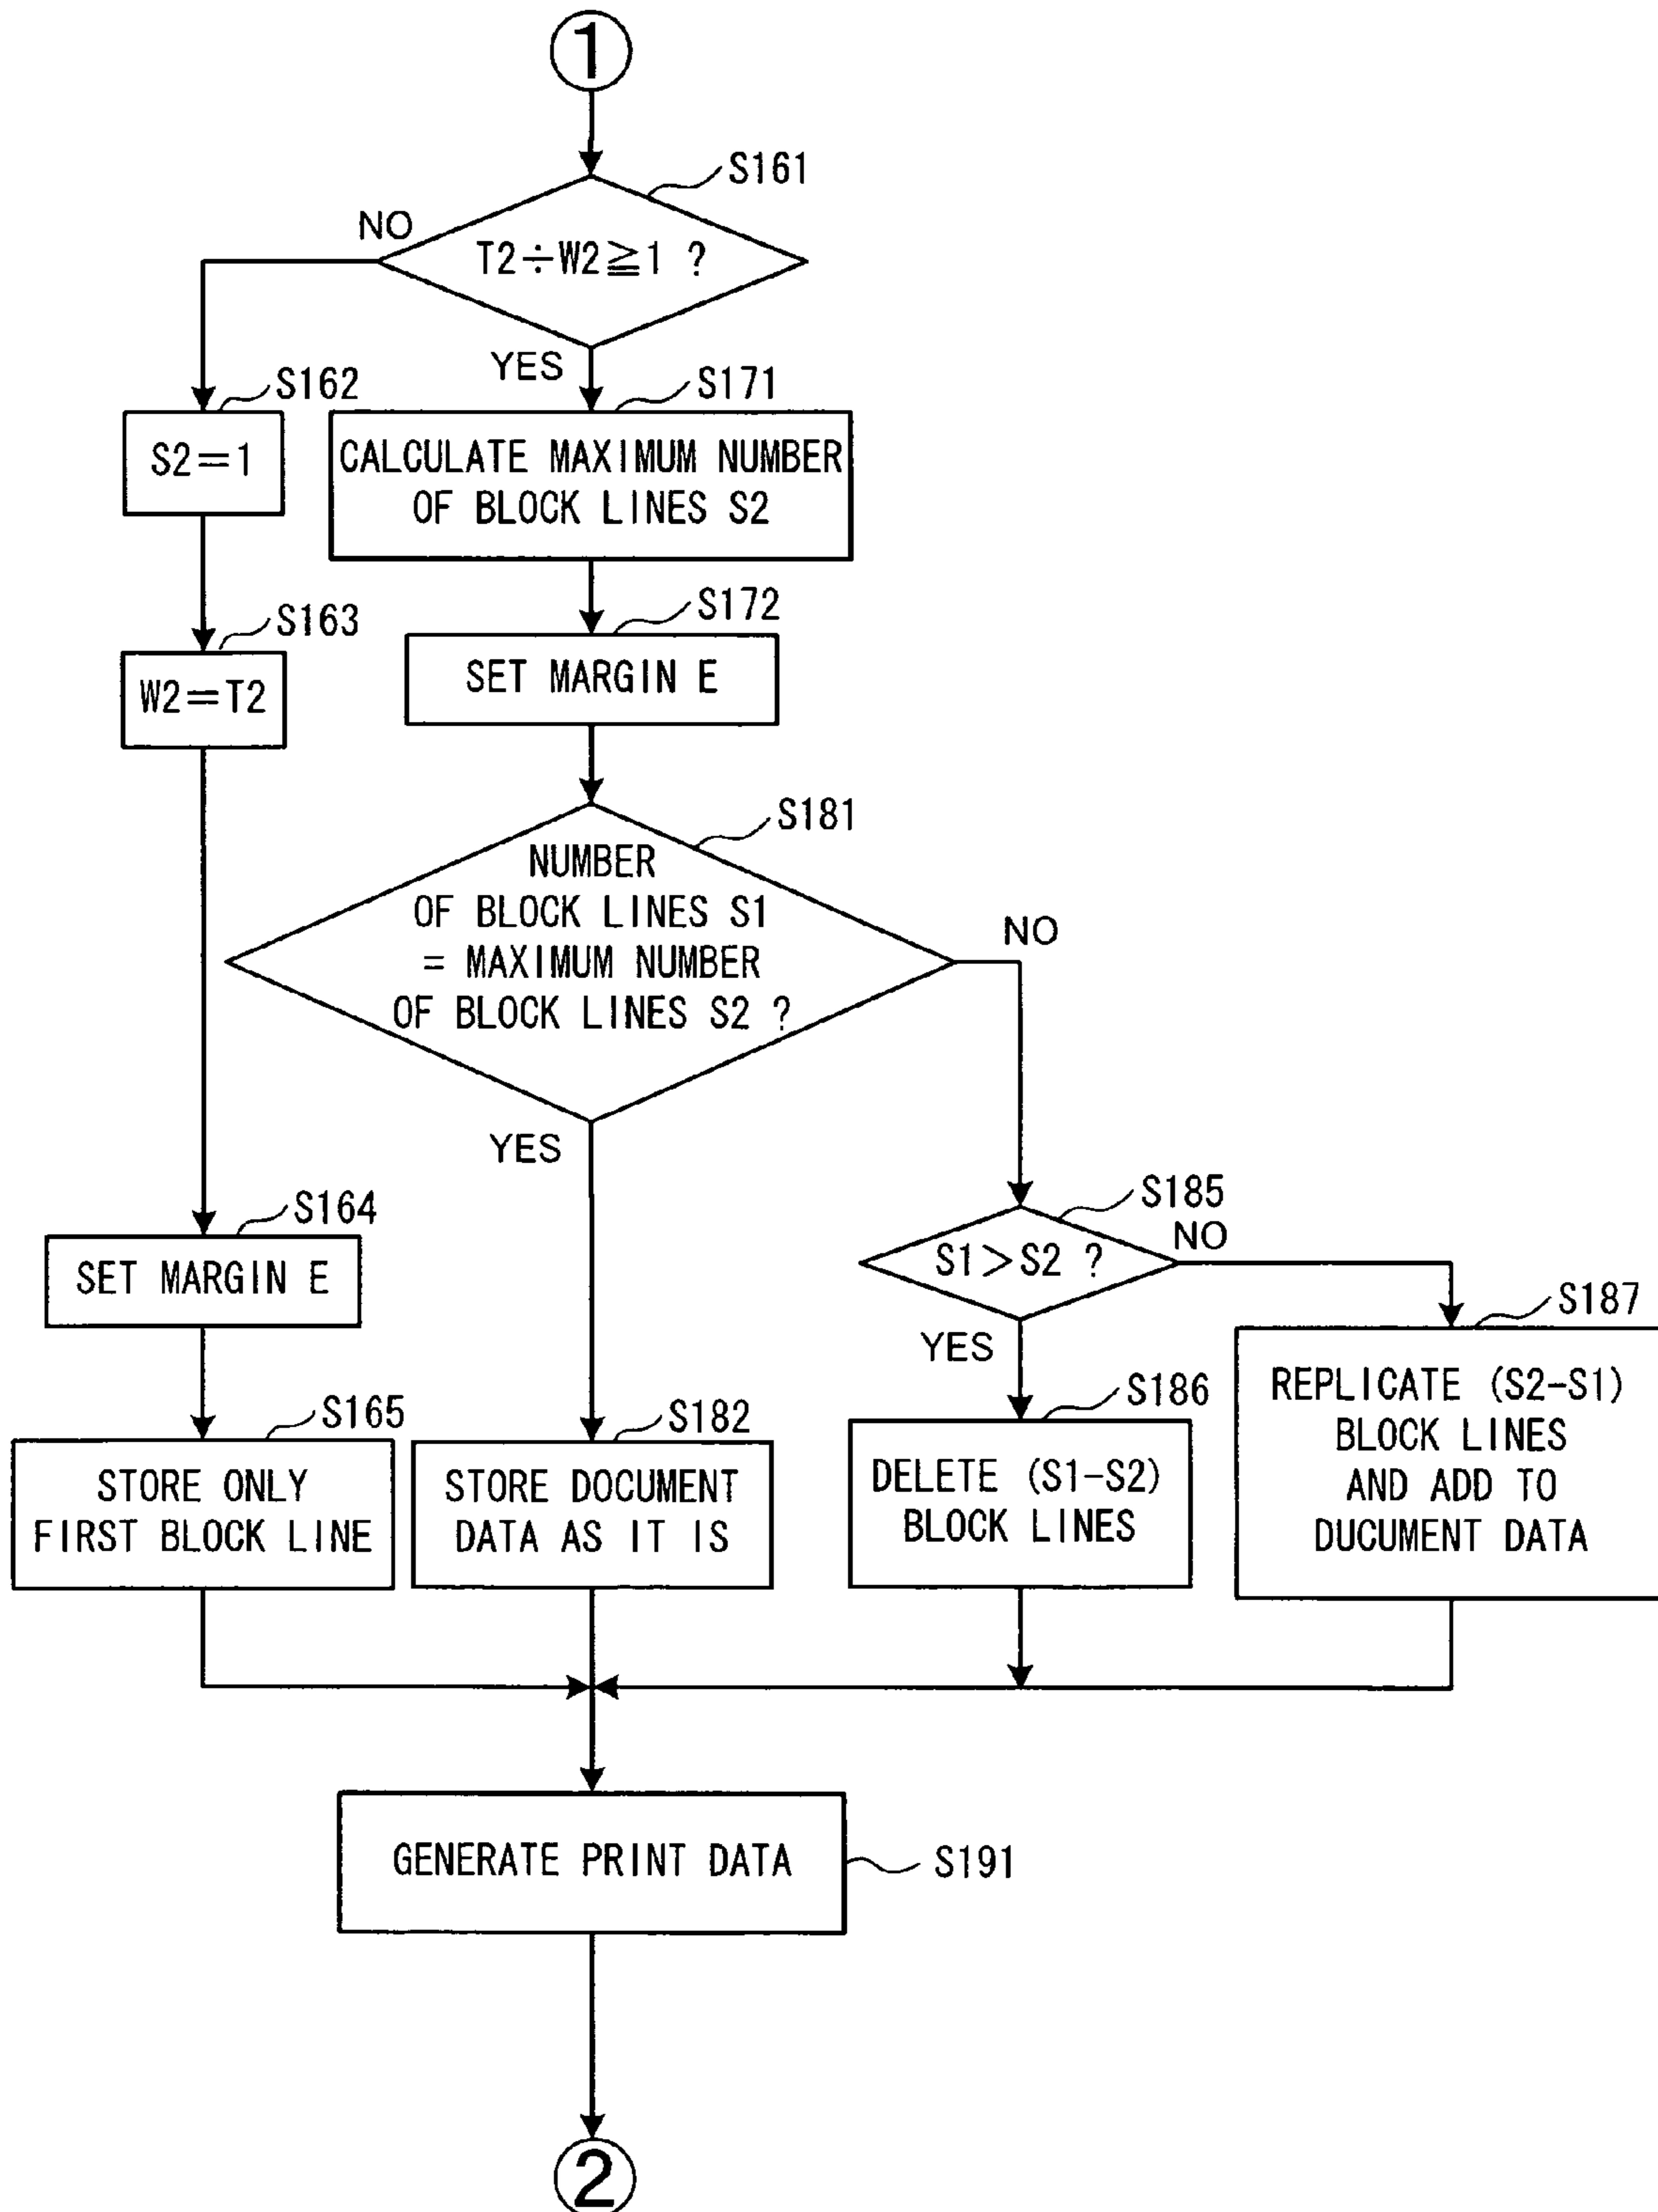 1
S161
NO
T2÷W2≧1 ?
YES
S162
S171
S2=1
CALCULATE MAXIMUM NUMBER
OF BLOCK LINES S2
S163
S172
W2=T2
SET MARGIN E
S181
NUMBER
OF BLOCK LINES S1
= MAXIMUM NUMBER
OF BLOCK LINES S2 ?
NO
YES
S164
SET MARGIN E
S185
S1>S2 ?
NO
YES
S187
REPLICATE (S2-S1)
BLOCK LINES
AND ADD TO
DUCUMENT DATA
S165
STORE ONLY
FIRST BLOCK LINE
S182
STORE DOCUMENT
DATA AS IT IS
S186
DELETE (S1-S2)
BLOCK LINES
GENERATE PRINT DATA
S191
2